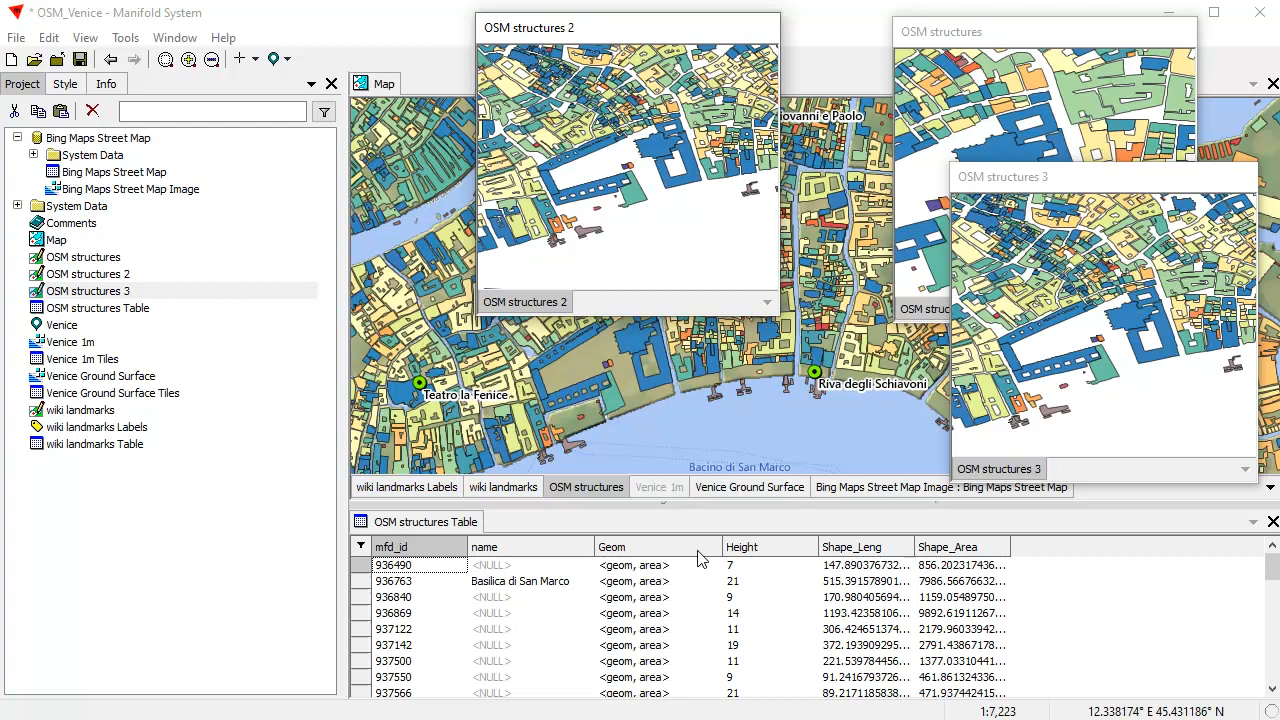 * OSM_Venice - Manifold System
File Edit View Tools Window Help
Project Style Info
Bing Maps Street Map
System Data
Bing Maps Street Map
Bing Maps Street Map Image
System Data
Comments
Map
OSM structures
OSM structures 2
OSM structures 3
OSM structures Table
Venice
Venice 1m
Venice 1m Tiles
Venice Ground Surface
Venice Ground Surface Tiles
wiki landmarks
wiki landmarks Labels
wiki landmarks Table
Map
iovanni e Paolo
Teatro la Fenice
Riva degli Schiavoni
Bacino di San Marco
OSM structures 2
OSM structures 2
OSM structures
OSM struc
OSM structures 3
OSM structures 3
wiki landmarks Labels wiki landmarks OSM structures Venice 1m Venice Ground Surface Bing Maps Street Map Image : Bing Maps Street Map
OSM structures Table
mfd_id name Geom Height Shape_Leng Shape_Area
936490 <NULL> <geom, area> 7 147.890376732... 856.202317436...
936763 Basilica di San Marco <geom, area> 21 515.391578901... 7986.56676632...
936840 <NULL> <geom, area> 9 170.980405694... 1159.05489750...
936869 <NULL> <geom, area> 14 1193.42358106... 9892.61911267...
937122 <NULL> <geom, area> 11 306.424651374... 2179.96033942...
937142 <NULL> <geom, area> 19 372.193909295... 2791.43867178...
937500 <NULL> <geom, area> 11 221.539784456... 1377.03310441...
937550 <NULL> <geom, area> 9 91.2416793726... 461.861324336...
937566 <NULL> <geom, area> 21 89.2171185838... 471.937442415...
1:7,223 12.338174° E 45.431186° N